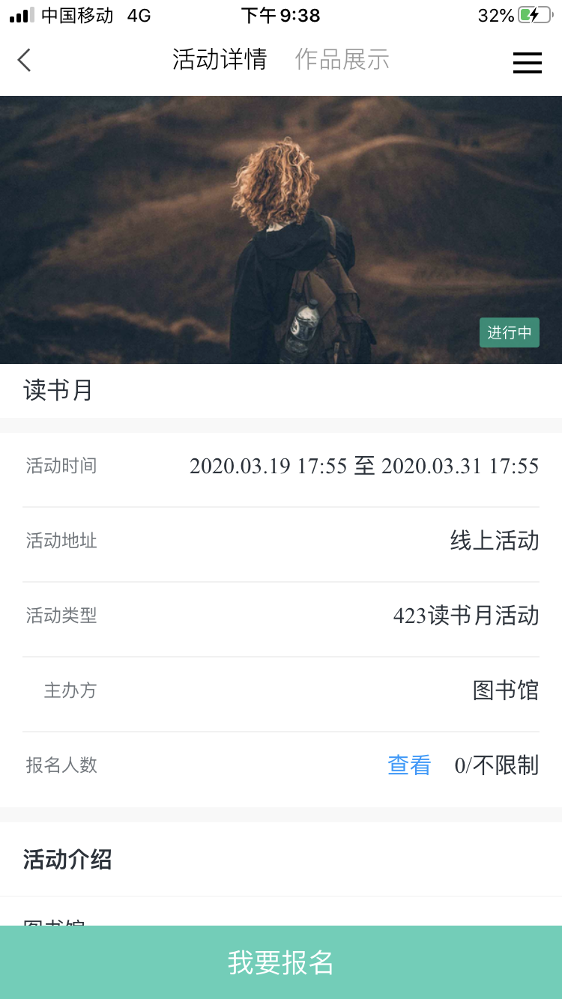 中国移动 4G 下午 9:38 32%
活动详情 作品展示
进行中
读书月
活动时间 2020.03.19 17:55 至 2020.03.31 17:55
活动地址 线上活动
活动类型 423读书月活动
主办方 图书馆
报名人数 查看 0/不限制
活动介绍
图书馆
我要报名